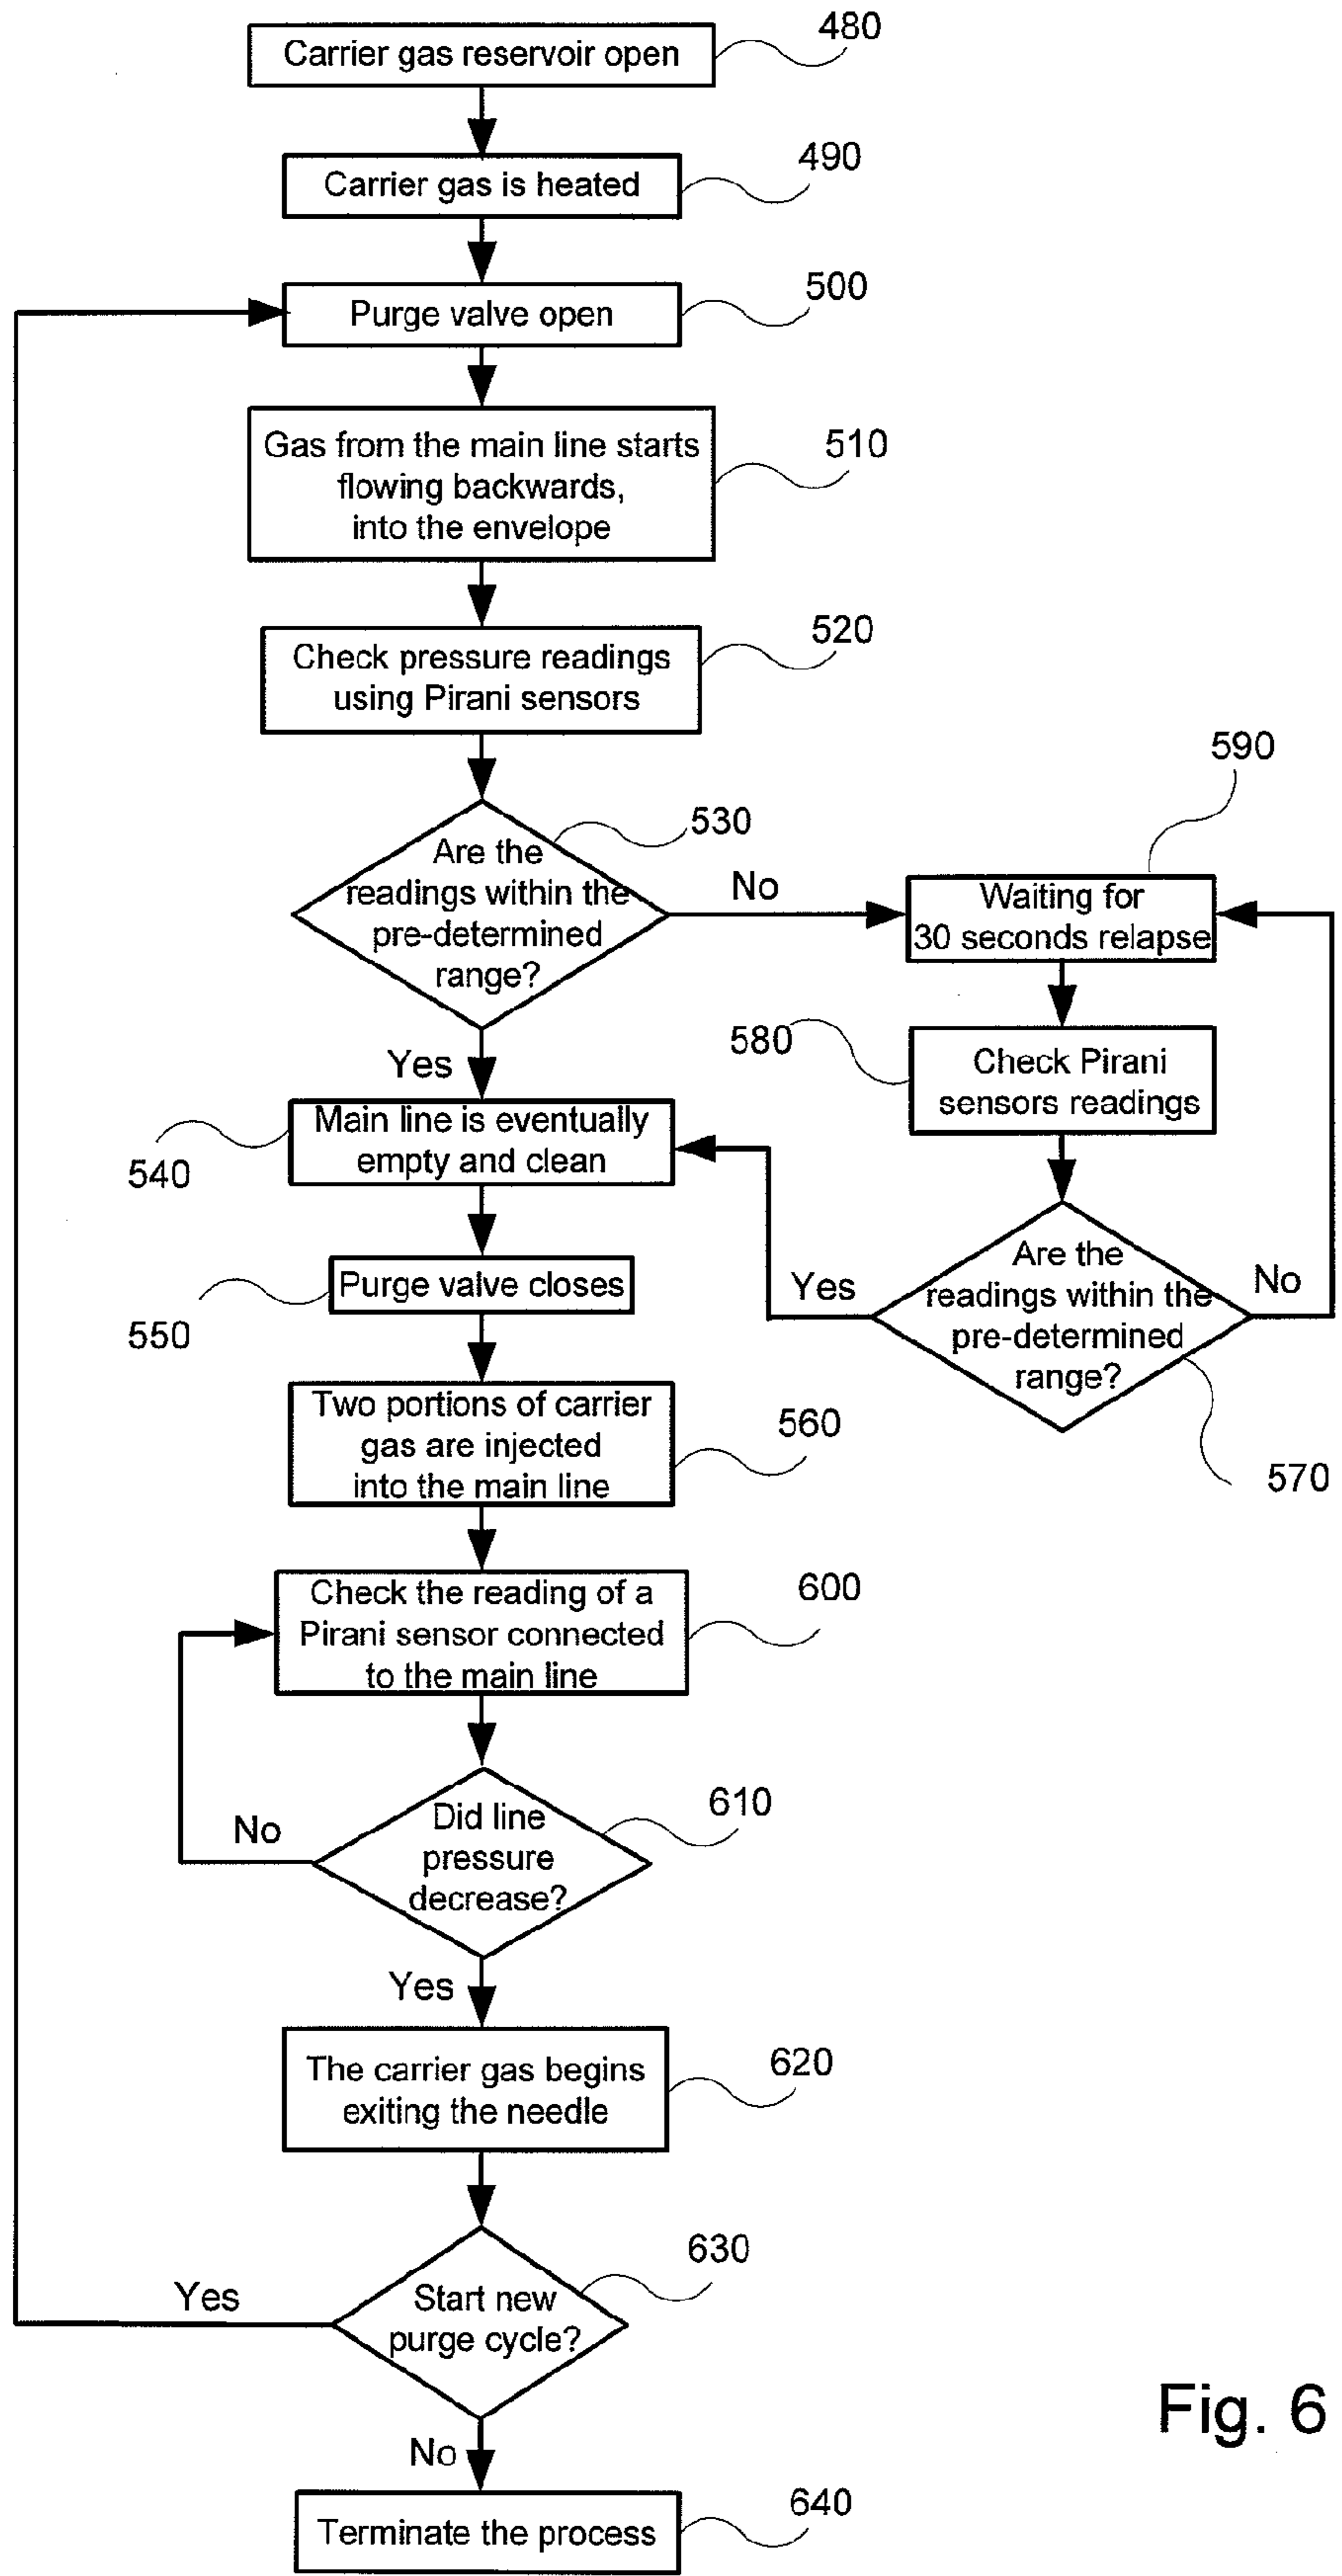 Carrier gas reservoir open
480
Carrier gas is heated
490
Purge valve open
500
Gas from the main line starts
flowing backwards,
into the envelope
510
Check pressure readings
using Pirani sensors
520
Are the
readings within the
pre-determined
range?
530
No
Yes
Waiting for
30 seconds relapse
590
Check Pirani
sensors readings
580
Are the
readings within the
pre-determined
range?
570
Yes
No
Main line is eventually
empty and clean
540
Purge valve closes
550
Two portions of carrier
gas are injected
into the main line
560
Check the reading of a
Pirani sensor connected
to the main line
600
Did line
pressure
decrease?
610
No
Yes
The carrier gas begins
exiting the needle
620
Start new
purge cycle?
630
Yes
No
Terminate the process
640
Fig. 6